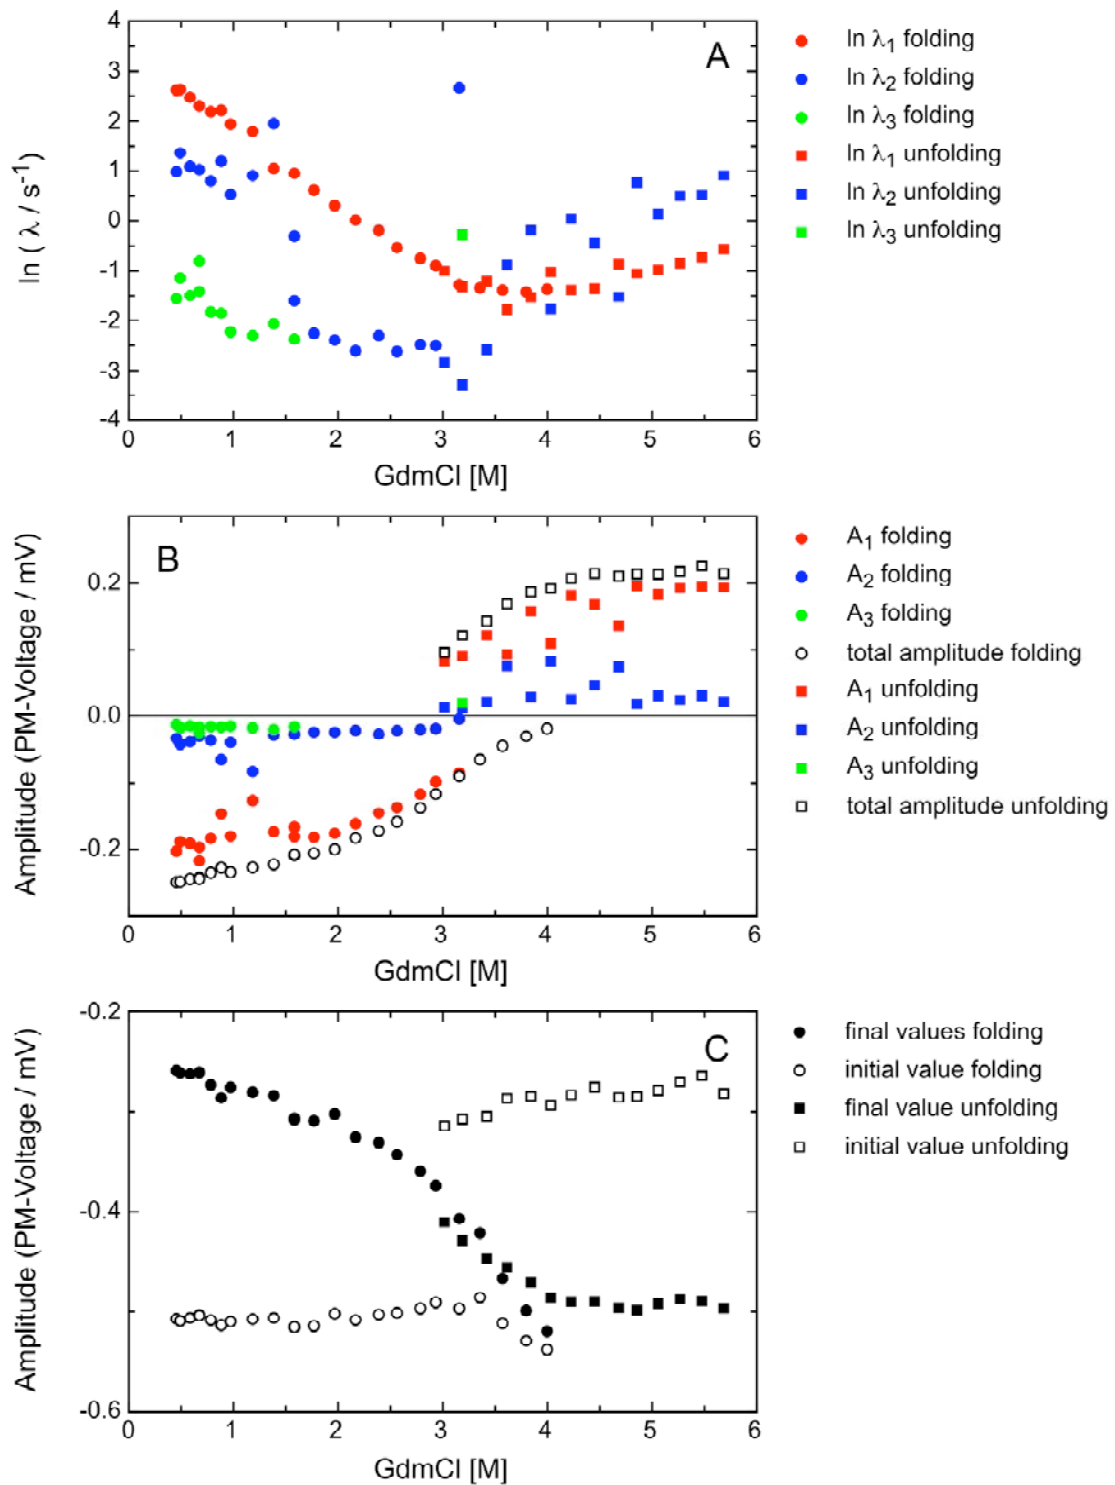 A
ln ( λ / s⁻¹)
4
3
2
1
0
-1
-2
-3
-4
0 1 2 3 4 5 6
GdmCl [M]
ln λ₁ folding
ln λ₂ folding
ln λ₃ folding
ln λ₁ unfolding
ln λ₂ unfolding
ln λ₃ unfolding
B
Amplitude (PM-Voltage / mV)
0.2
0.0
-0.2
0 1 2 3 4 5 6
GdmCl [M]
A₁ folding
A₂ folding
A₃ folding
total amplitude folding
A₁ unfolding
A₂ unfolding
A₃ unfolding
total amplitude unfolding
C
Amplitude (PM-Voltage / mV)
-0.2
-0.4
-0.6
0 1 2 3 4 5 6
GdmCl [M]
final values folding
initial value folding
final value unfolding
initial value unfolding